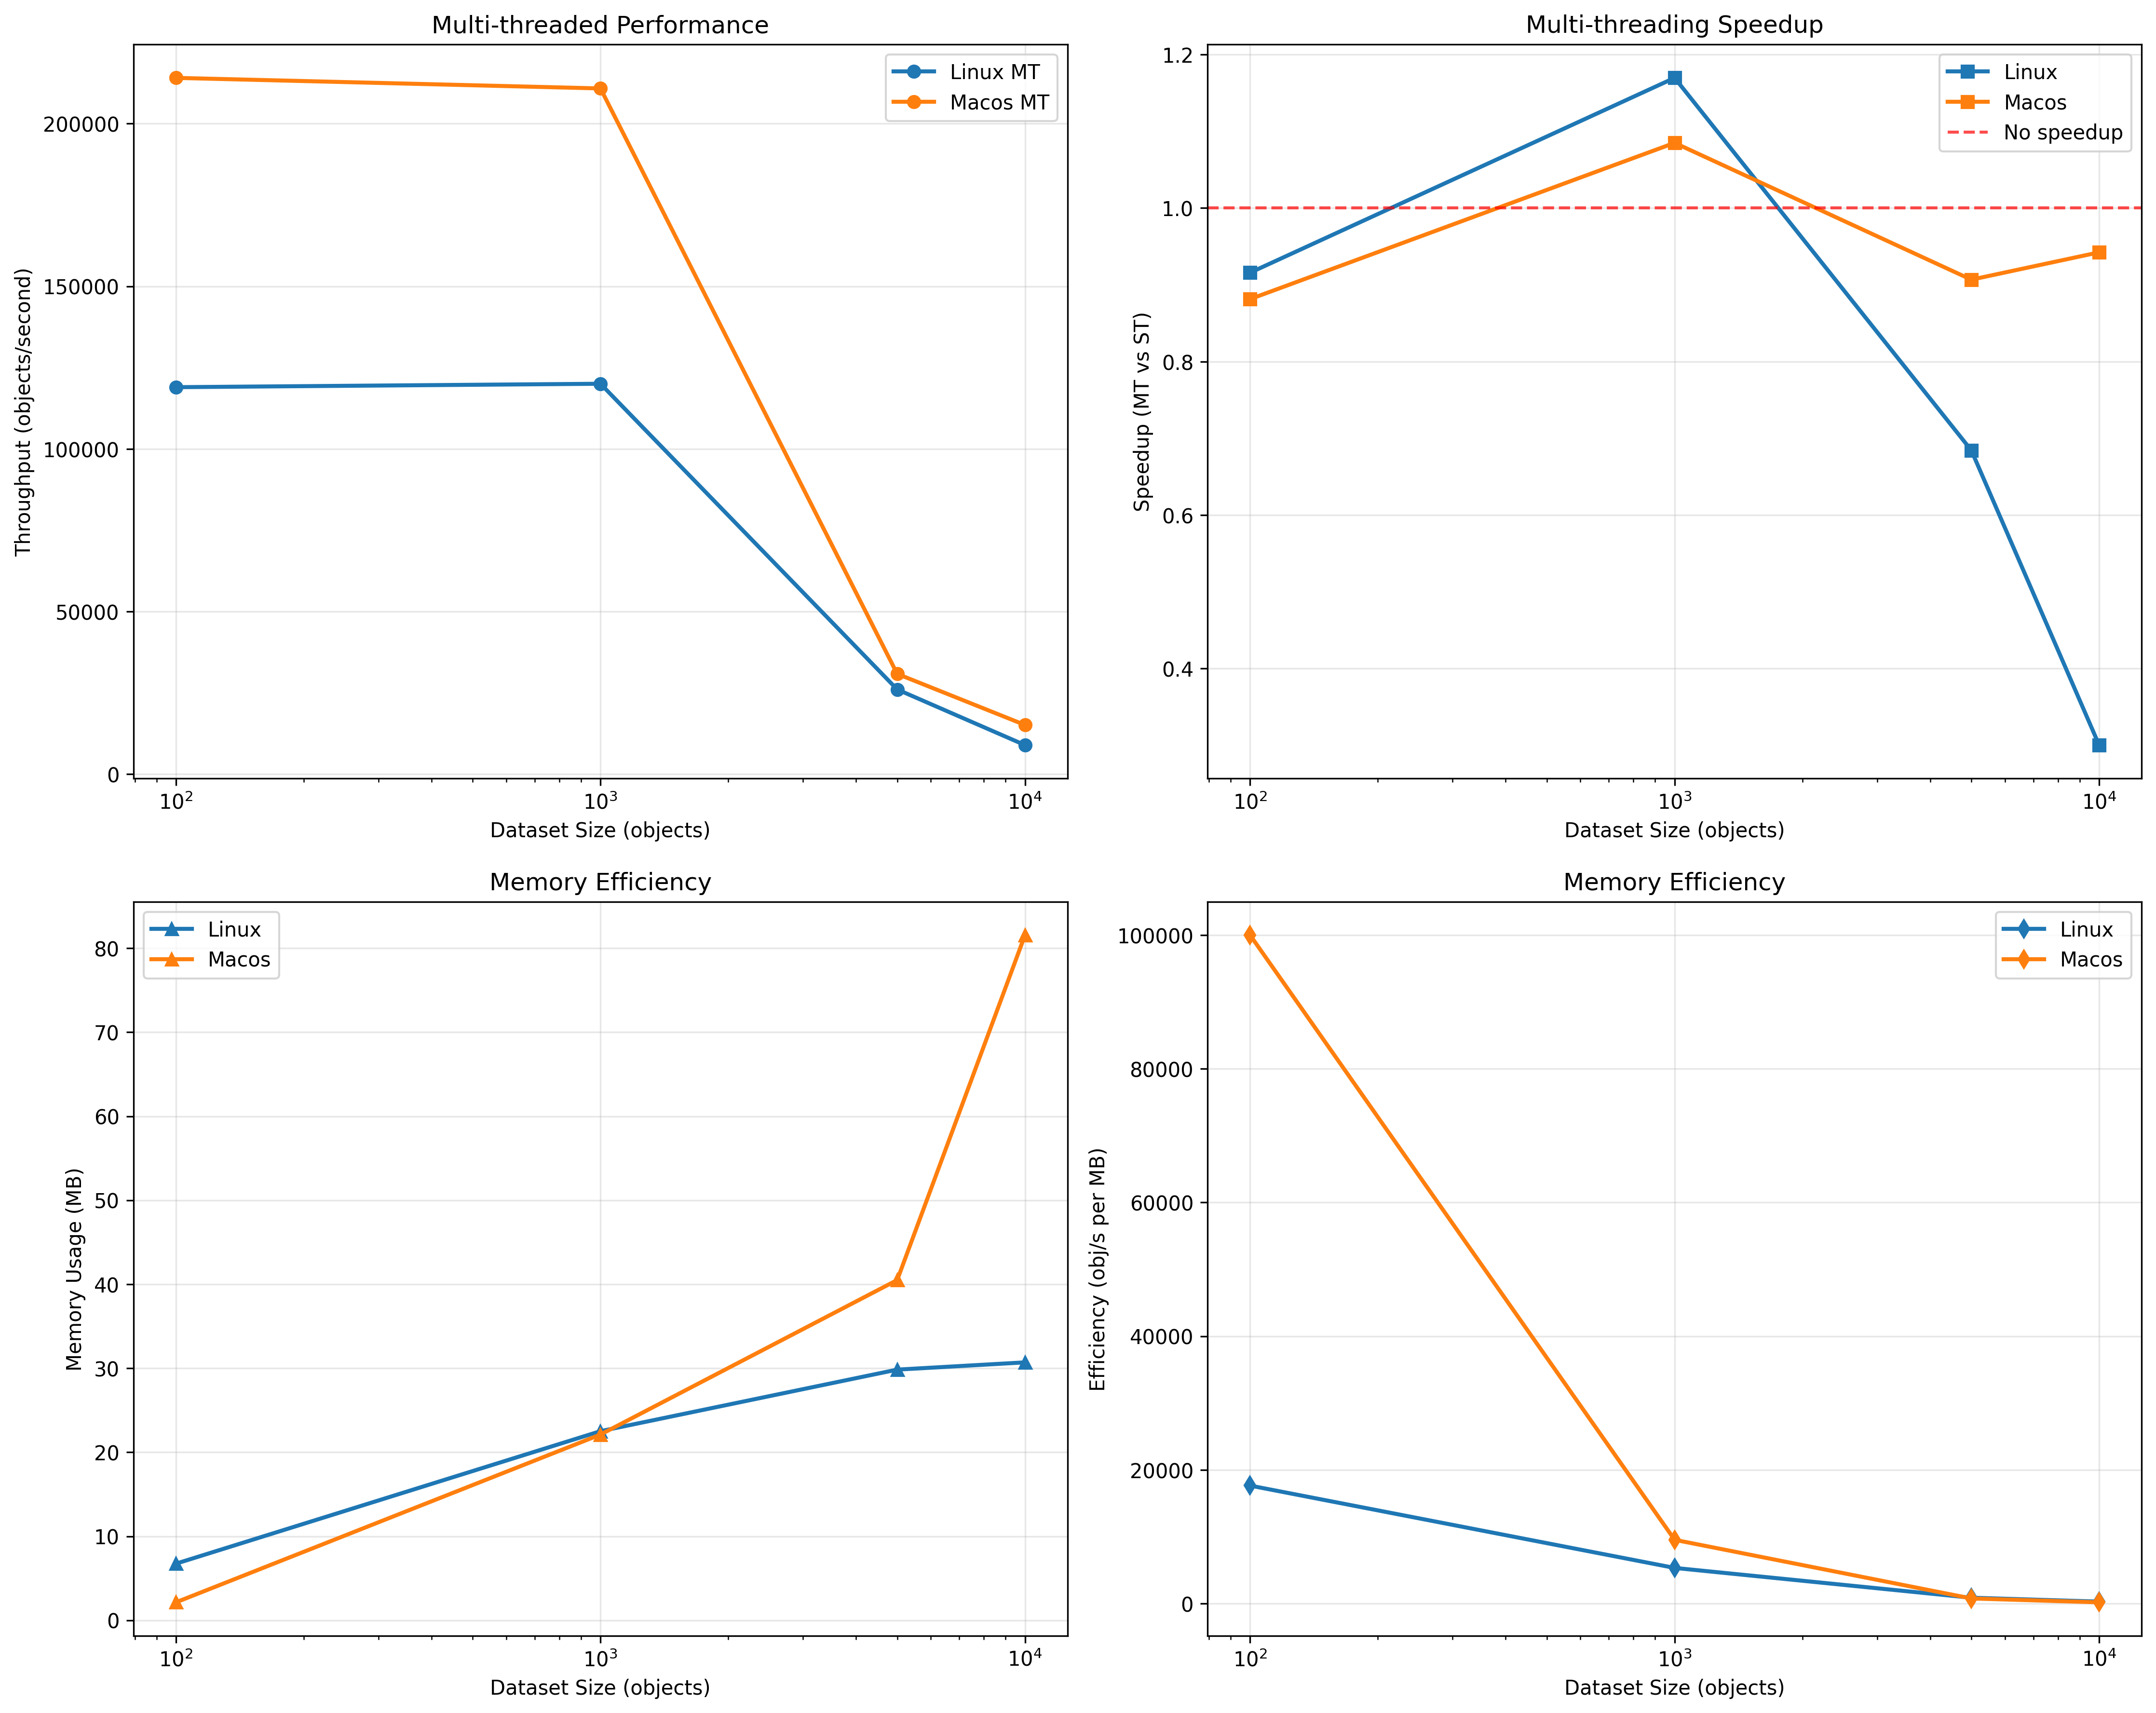 Multi-threaded Performance
Throughput (objects/second)
200000
150000
100000
50000
0
Linux MT
Macos MT
10²
10³
10⁴
Dataset Size (objects)
Multi-threading Speedup
Speedup (MT vs ST)
1.2
1.0
0.8
0.6
0.4
Linux
Macos
No speedup
10²
10³
10⁴
Dataset Size (objects)
Memory Efficiency
Memory Usage (MB)
80
70
60
50
40
30
20
10
0
Linux
Macos
10²
10³
10⁴
Dataset Size (objects)
Memory Efficiency
Efficiency (obj/s per MB)
100000
80000
60000
40000
20000
0
Linux
Macos
10²
10³
10⁴
Dataset Size (objects)